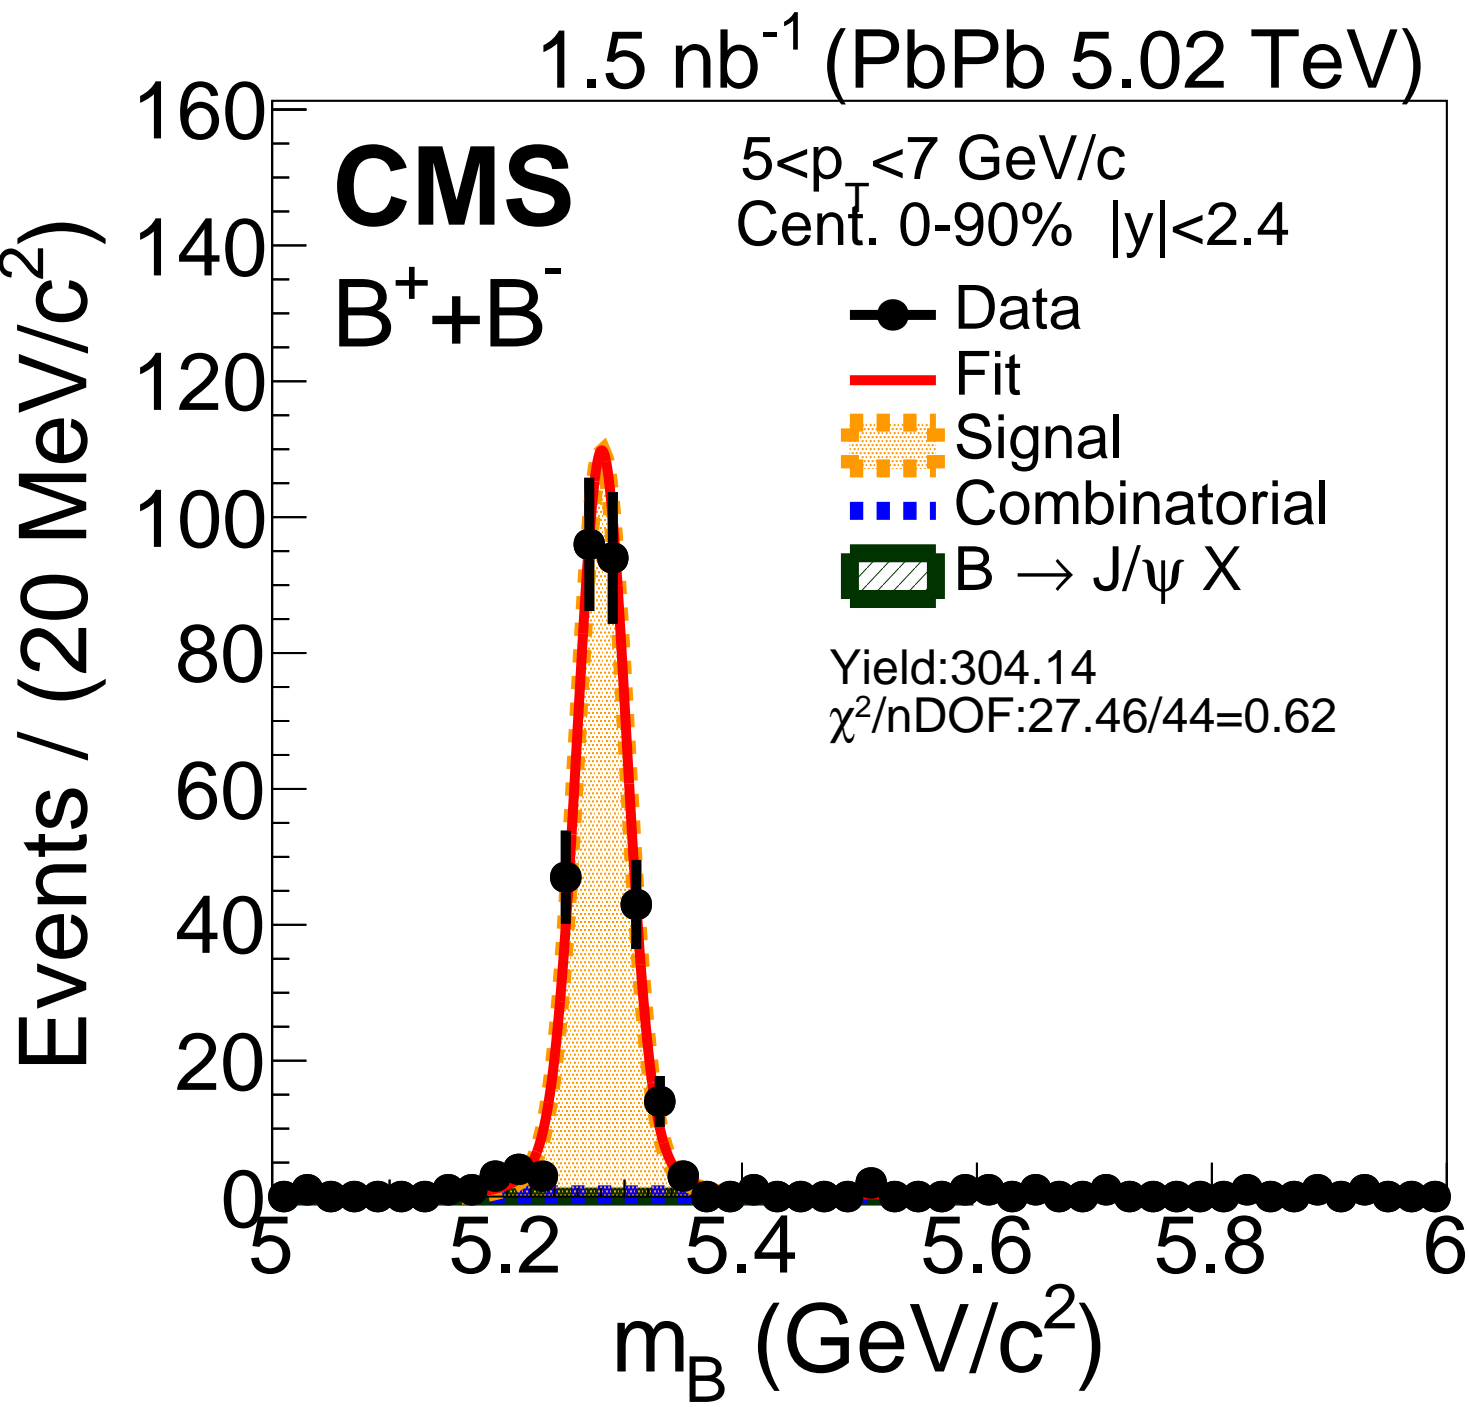 1.5 nb⁻¹ (PbPb 5.02 TeV)
CMS
B⁺+B⁻
5<p_T<7 GeV/c
Cent. 0-90% |y|<2.4
Data
Fit
Signal
Combinatorial
B → J/ψ X
Yield:304.14
χ²/nDOF:27.46/44=0.62
Events / (20 MeV/c²)
160
140
120
100
80
60
40
20
0
5 5.2 5.4 5.6 5.8 6
m_B (GeV/c²)